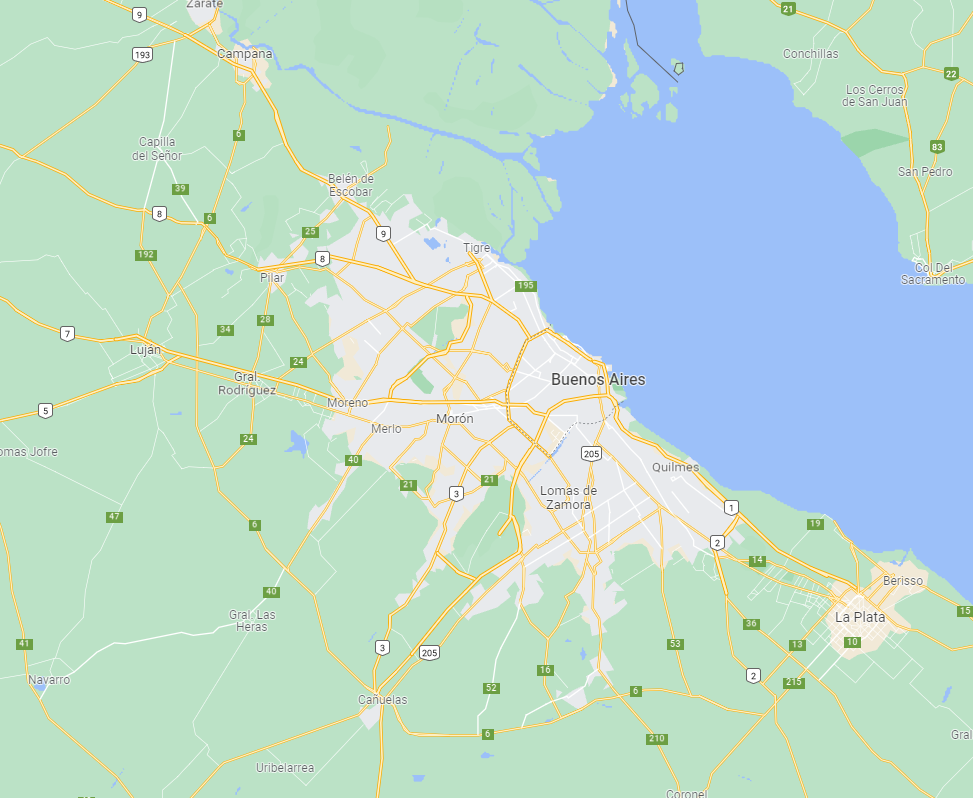 Zárate
9
21
193
Campana
Conchillas
22
Los Cerros
de San Juan
6
Capilla
del Señor
83
San Pedro
39
Belén de
Escobar
8
6
25
9
Tigre
192
8
Pilar
Col Del
Sacramento
195
28
34
7
Luján
24
Gral.
Rodríguez
Buenos Aires
Moreno
5
Merlo
Morón
24
omas Jofre
40
205
Quilmes
21
21
3
Lomas de
Zamora
1
47
6
19
2
14
Berisso
40
La Plata
15
Gral. Las
Heras
36
41
3
205
53
13
10
Navarro
16
2
215
52
6
Cañuelas
6
210
Gral
Uribelarrea
Coronel